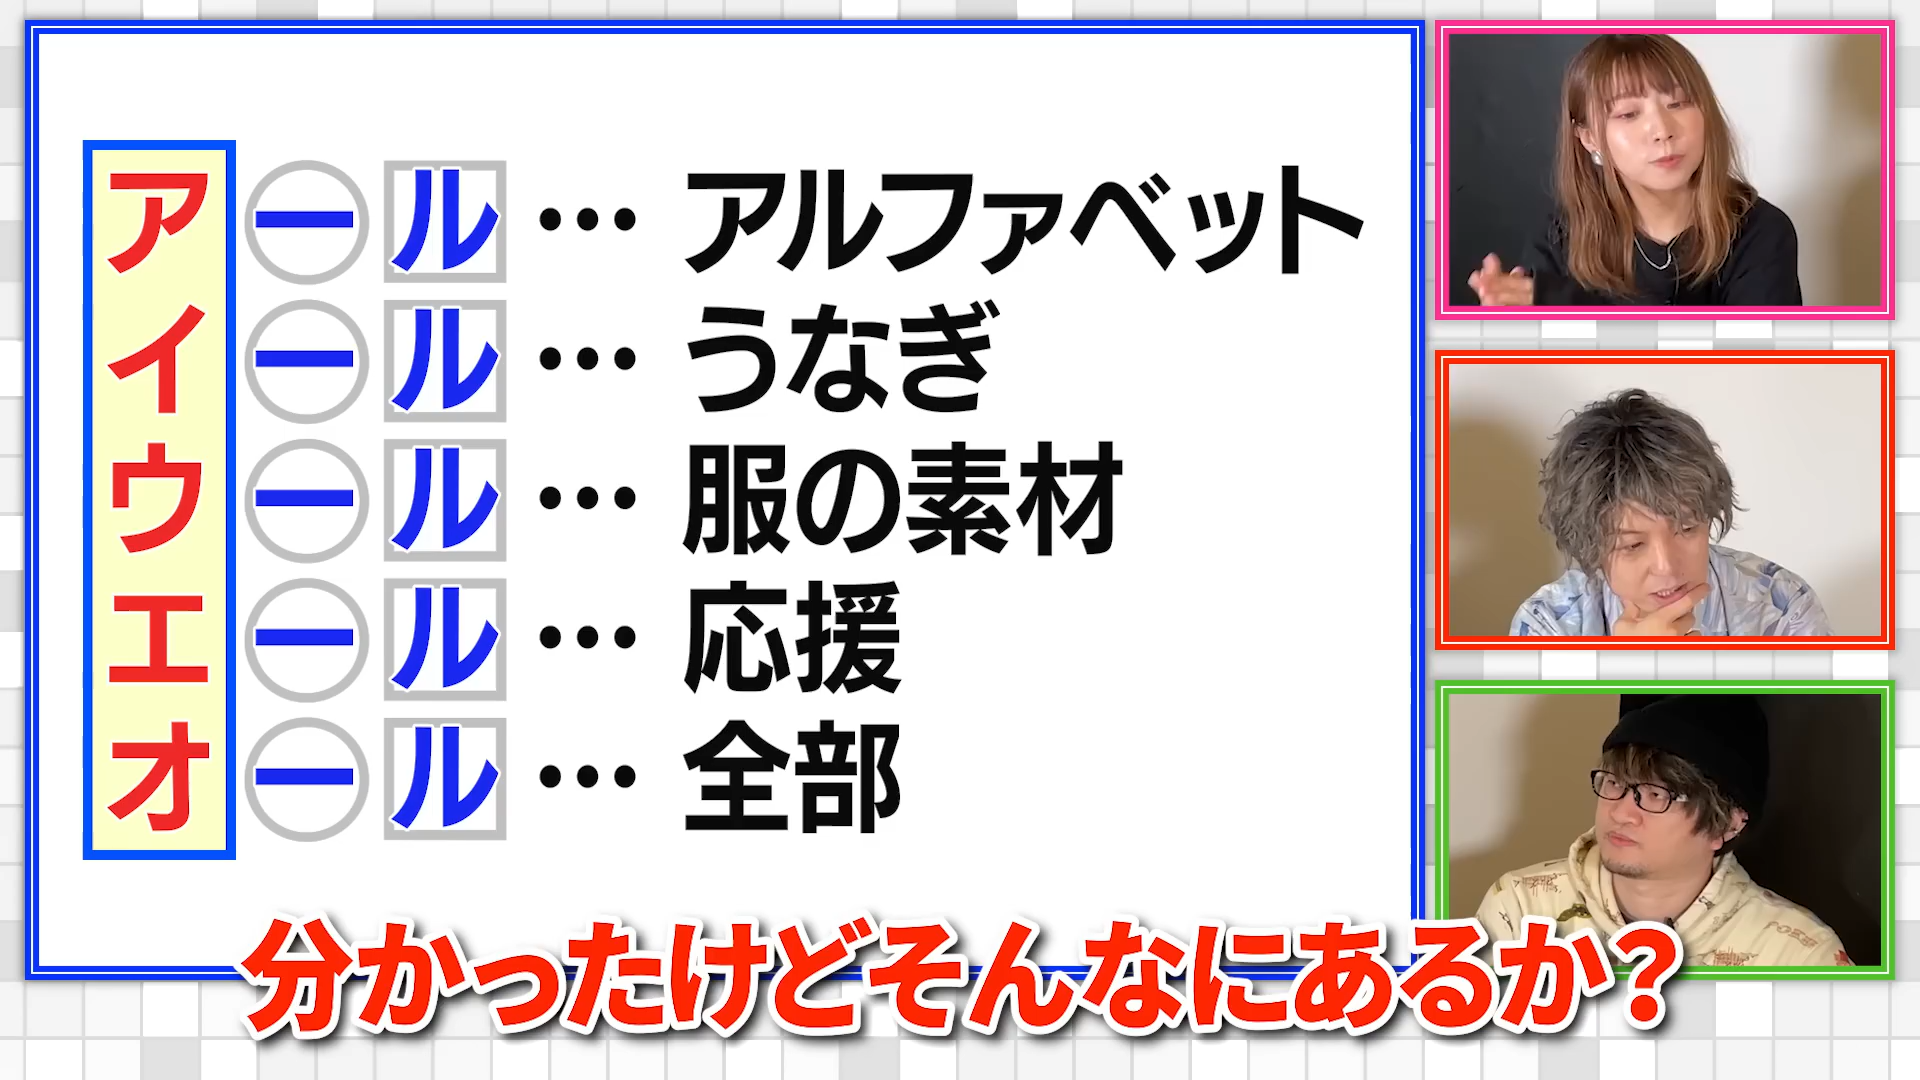 アール…アルファベット
イール…うなぎ
ウール…服の素材
エール…応援
オール…全部
分かったけどそんなにあるか？